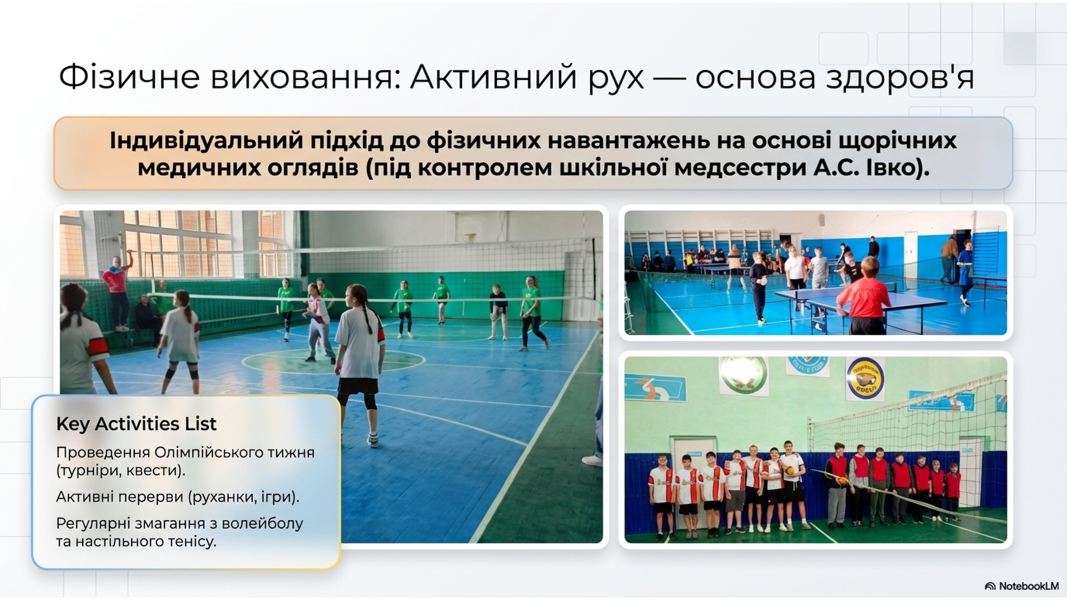 Фізичне виховання: Активний рух — основа здоров'я
Індивідуальний підхід до фізичних навантажень на основі щорічних
медичних оглядів (під контролем шкільної медсестри А.С. Івко).
Key Activities List
Проведення Олімпійського тижня
(турніри, квести).
Активні перерви (руханки, ігри).
Регулярні змагання з волейболу
та настільного тенісу.
NotebookLM